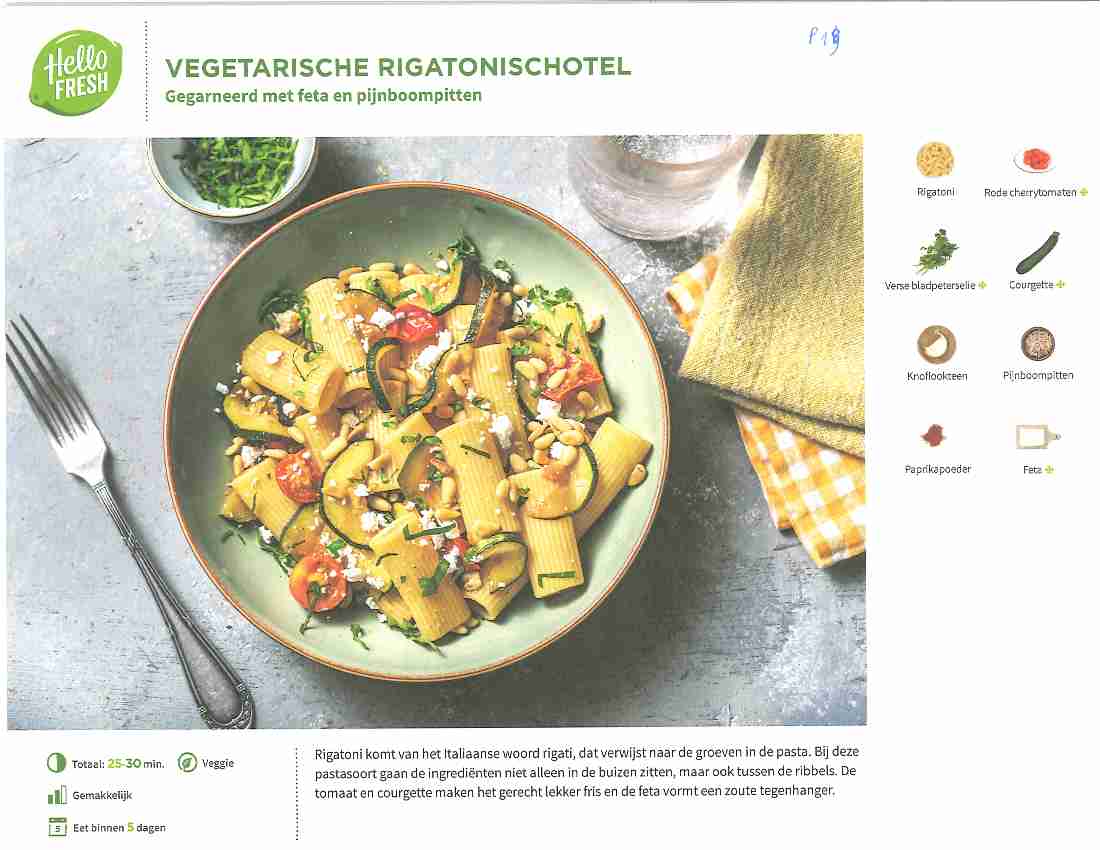 P 1
Hello
FRESH
VEGETARISCHE RIGATONISCHOTEL
Gegarneerd met feta en pijnboompitten
Rigatoni
Rode cherrytomaten
Verse bladpeterselie
Courgette
Knoflookteen
Pijnboompitten
Paprikapoeder
Feta
Totaal: 25-30 min.
Veggie
Gemakkelijk
5
Eet binnen 5 dagen
Rigatoni komt van het Italiaanse woord rigati, dat verwijst naar de groeven in de pasta. Bij deze
pastasoort gaan de ingrediënten niet alleen in de buizen zitten, maar ook tussen de ribbels. De
tomaat en courgette maken het gerecht lekker fris en de feta vormt een zoute tegenhanger.